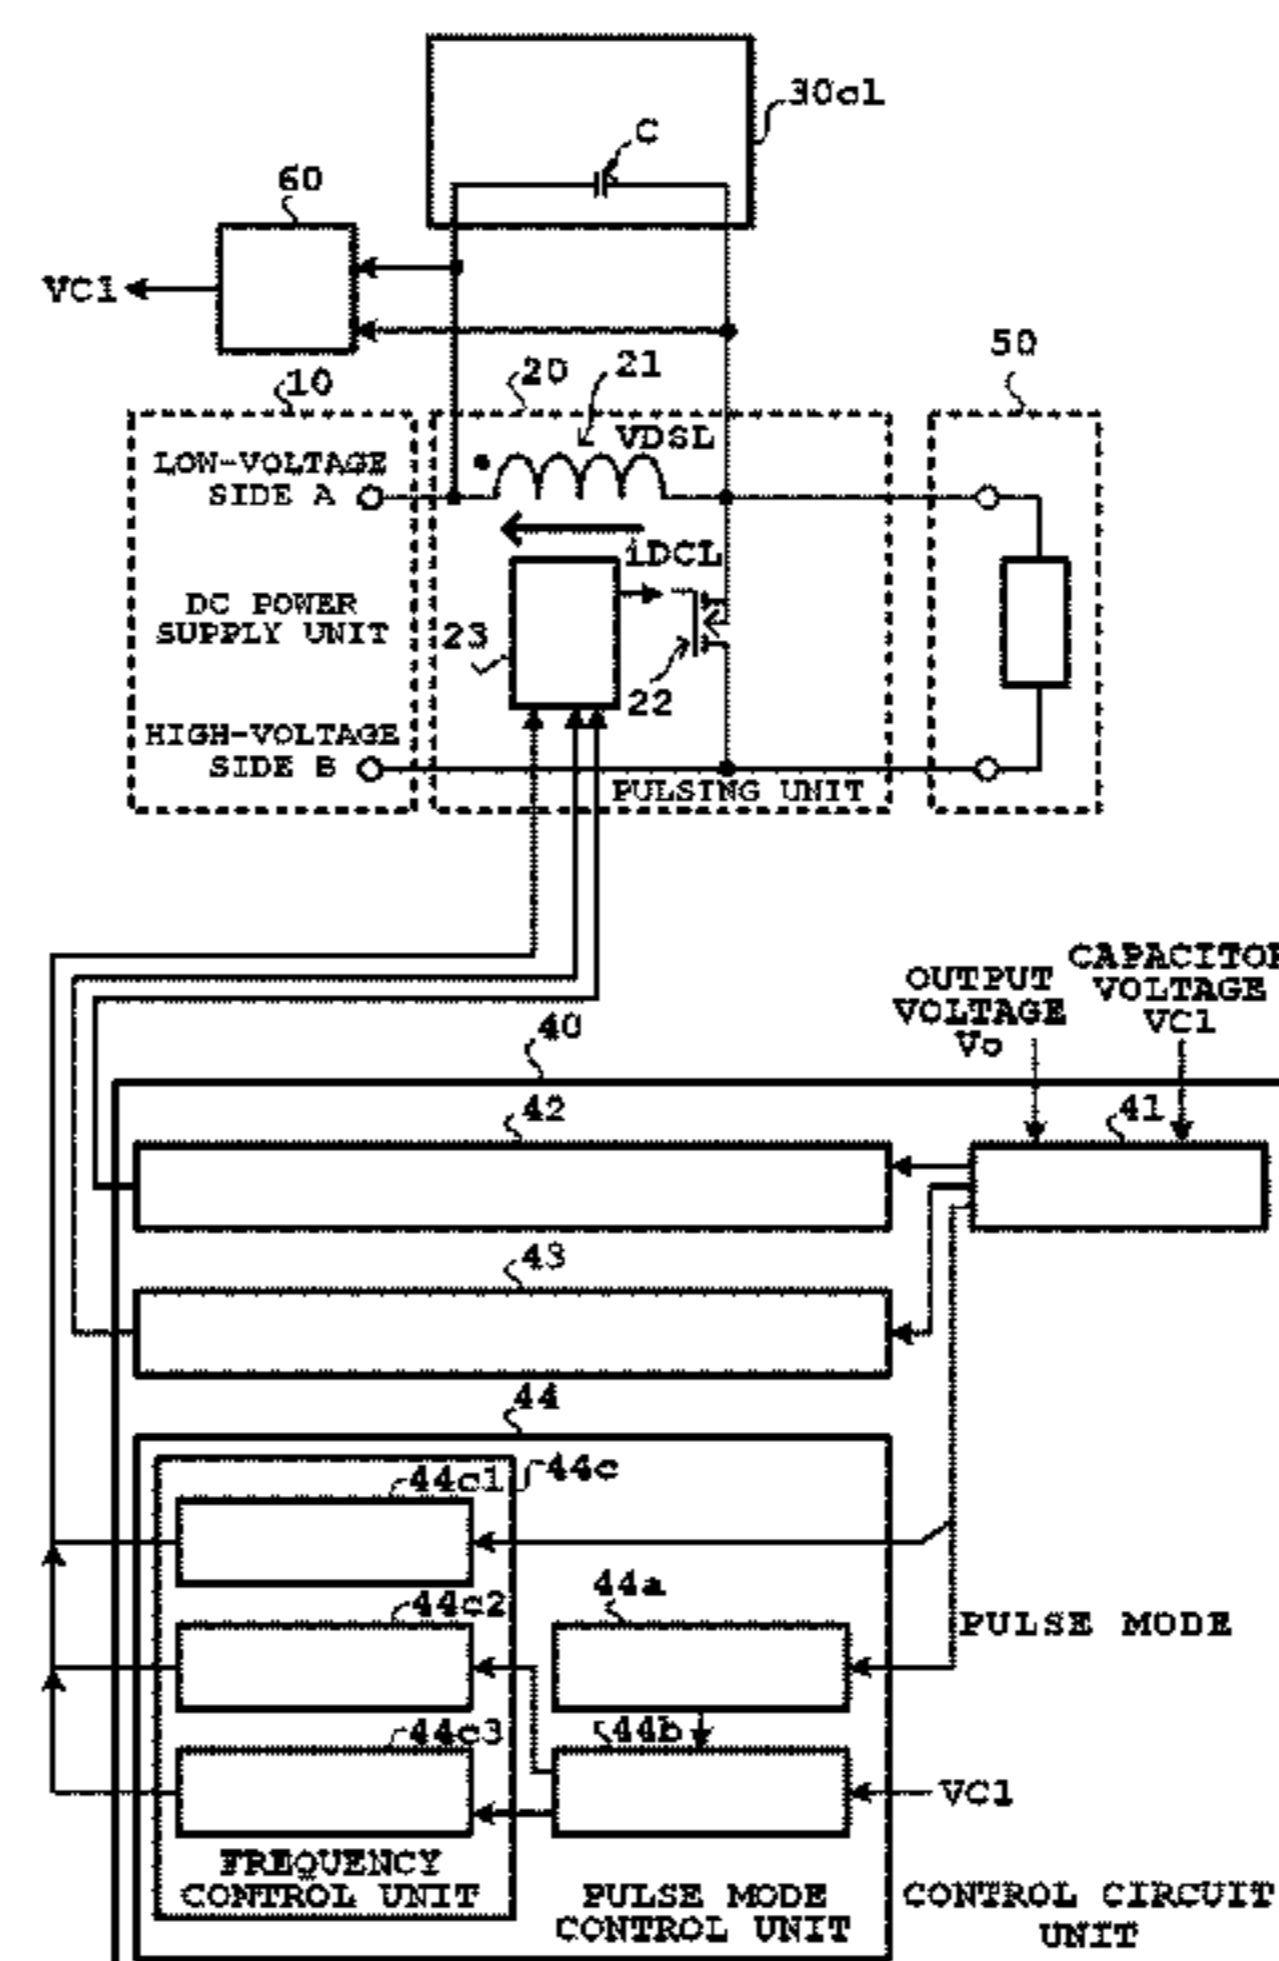 30c1
C
60
VC1
50
10
20
21
VDSL
LOW-VOLTAGE
SIDE A
iDCL
DC POWER
SUPPLY UNIT
23
22
HIGH-VOLTAGE
SIDE B
PULSING UNIT
OUTPUT
VOLTAGE
Vo
CAPACITOR
VOLTAGE
VC1
40
42
41
43
44
44c
44c1
44a
44c2
PULSE MODE
44b
44c3
VC1
FREQUENCY
CONTROL UNIT
PULSE MODE
CONTROL UNIT
CONTROL CIRCUIT
UNIT